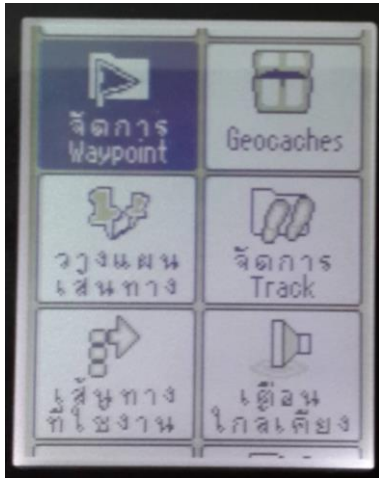 จัดการ
Waypoint
Geocaches
วางแผน
เส้นทาง
จัดการ
Track
เส้นทาง
ที่ใช้งาน
เตือน
ใกล้เคียง